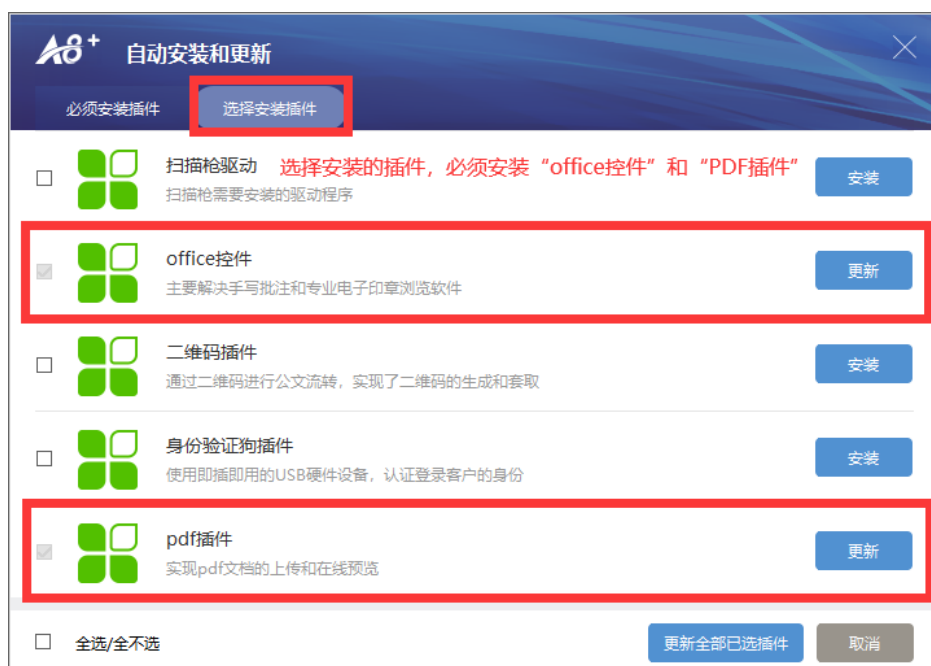 A8+ 自动安装和更新
必须安装插件 选择安装插件
扫描枪驱动 选择安装的插件，必须安装“office控件”和“PDF插件”
扫描枪需要安装的驱动程序
安装
office控件
主要解决手写批注和专业电子印章浏览软件
更新
二维码插件
通过二维码进行公文流转，实现了二维码的生成和套取
安装
身份验证狗插件
使用即插即用的USB硬件设备，认证登录客户的身份
安装
pdf插件
实现pdf文档的上传和在线预览
更新
全选/全不选 更新全部已选插件 取消